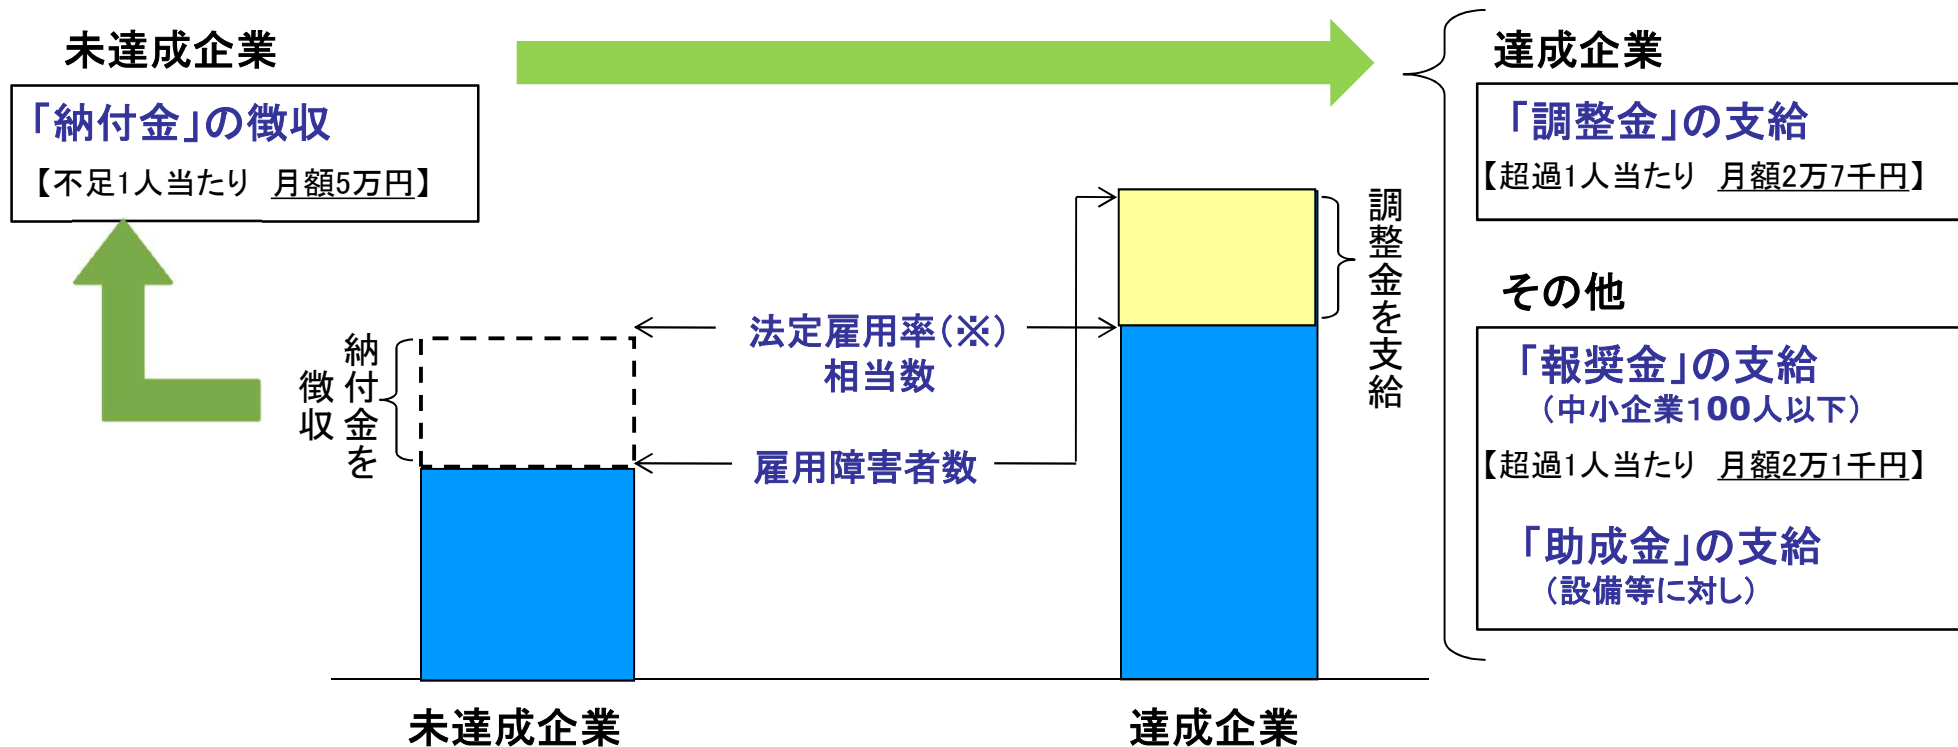 未達成企業
「納付金」の徴収
【不足1人当たり 月額5万円】
達成企業
「調整金」の支給
【超過1人当たり 月額2万7千円】
その他
「報奨金」の支給
（中小企業100人以下）
【超過1人当たり 月額2万1千円】
「助成金」の支給
（設備等に対し）
納付金を
徴収
法定雇用率（※）
相当数
雇用障害者数
調整金を支給
未達成企業
達成企業